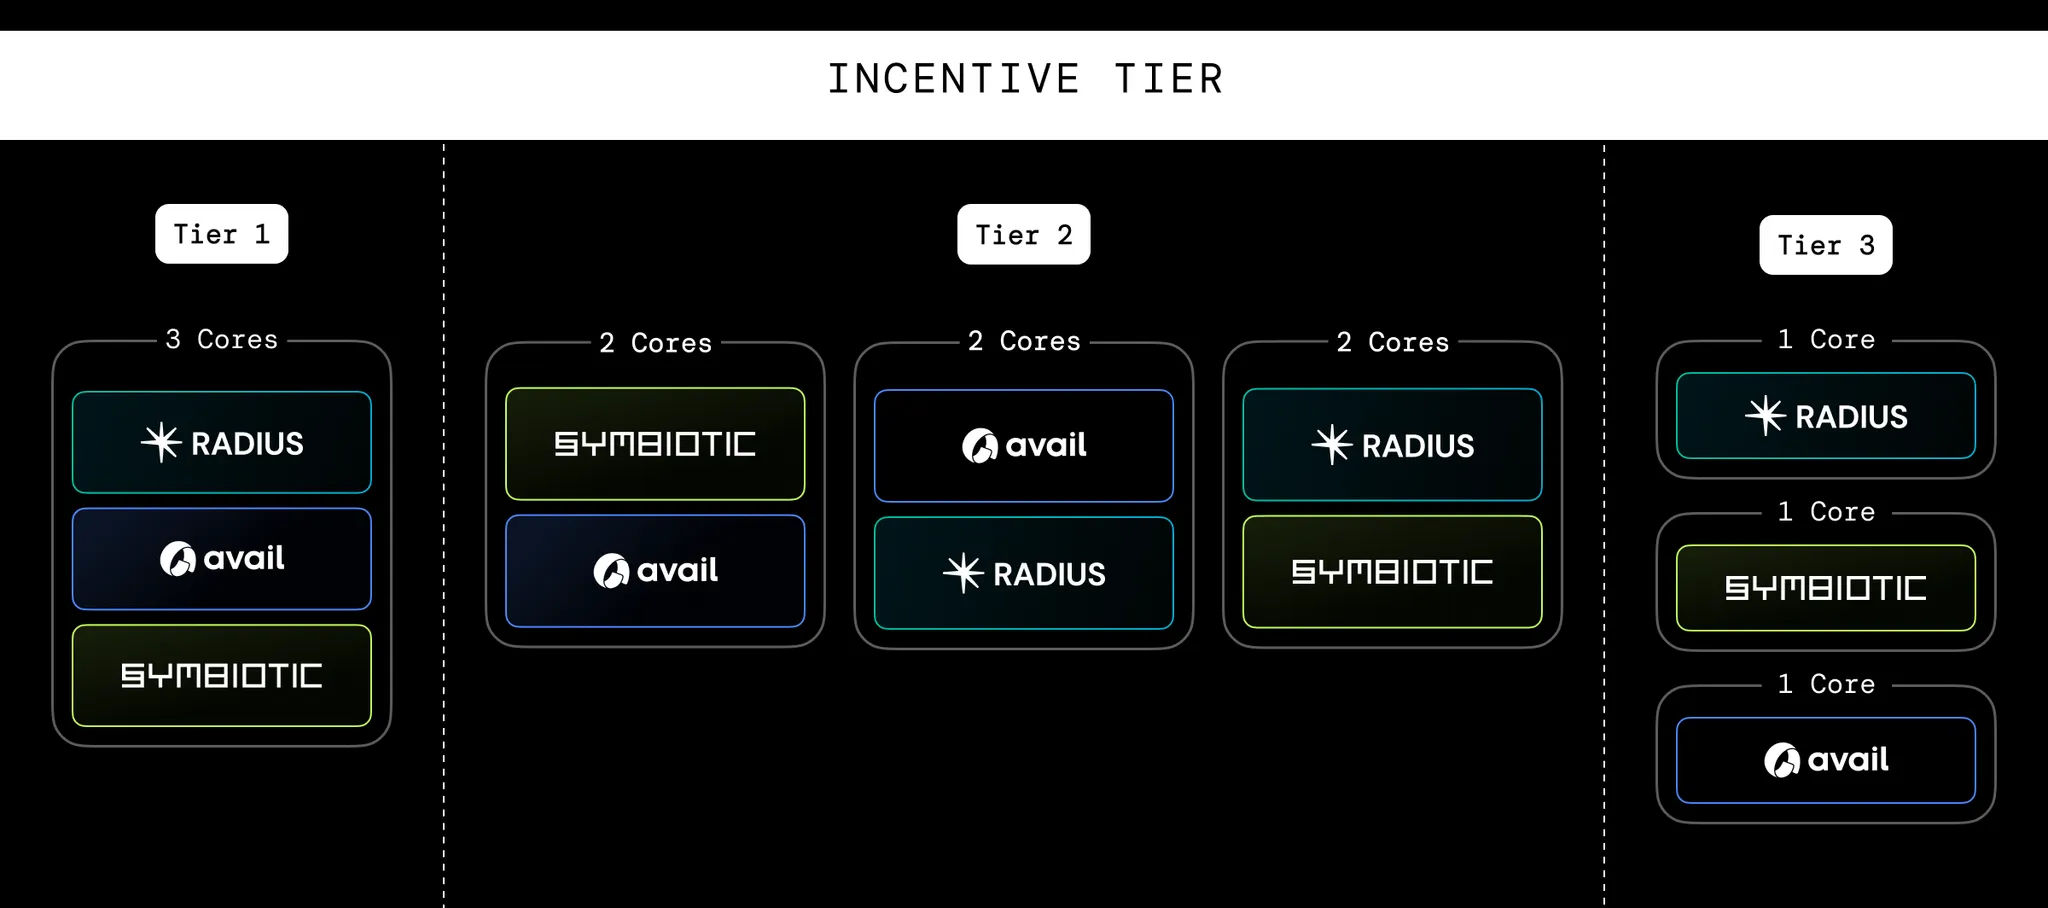 INCENTIVE TIER
Tier 1
3 Cores
RADIUS
avail
SYMBIOTIC
Tier 2
2 Cores
SYMBIOTIC
avail
2 Cores
avail
RADIUS
2 Cores
RADIUS
SYMBIOTIC
Tier 3
1 Core
RADIUS
1 Core
SYMBIOTIC
1 Core
avail